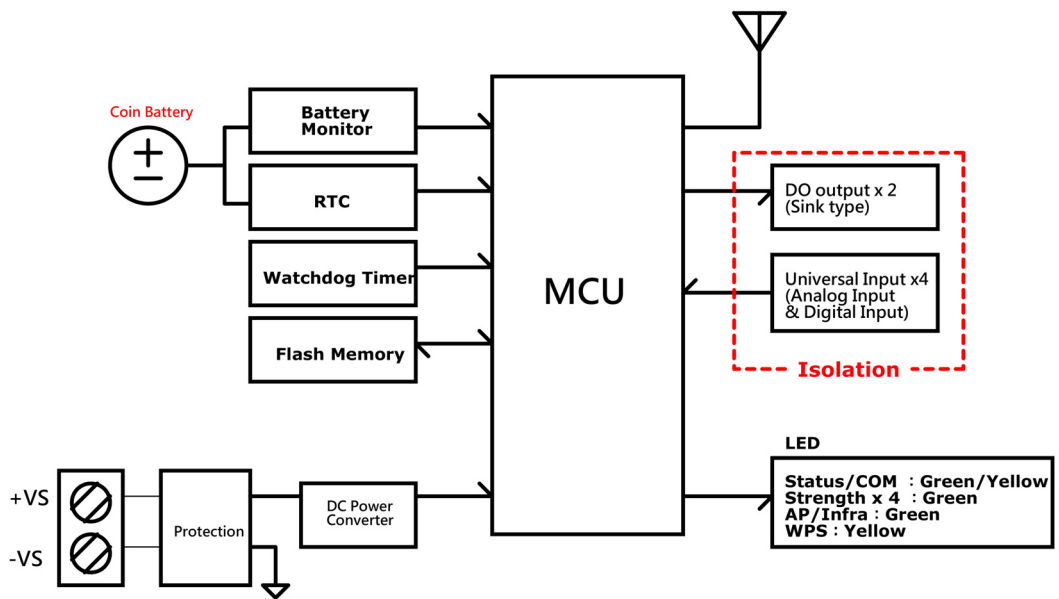 Coin Battery
Battery
Monitor
RTC
Watchdog Timer
Flash Memory
MCU
DO output x 2
(Sink type)
Universal Input x4
(Analog Input
& Digital Input)
Isolation
+VS
-VS
Protection
DC Power
Converter
LED
Status/COM : Green/Yellow
Strength x 4 : Green
AP/Infra : Green
WPS : Yellow